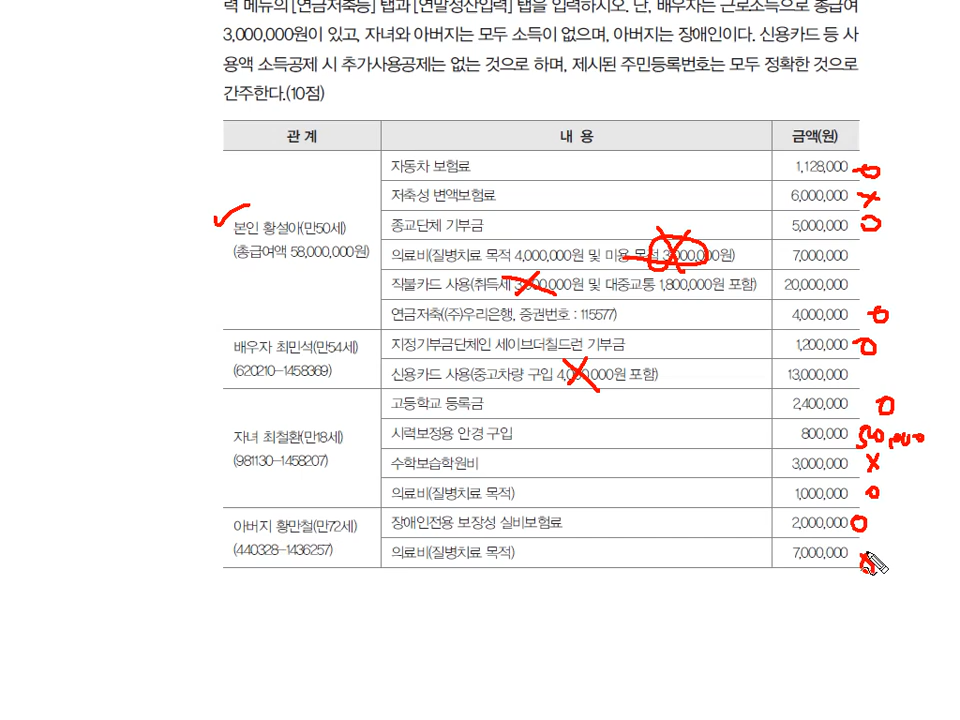 력 메뉴의 [연금저축등] 탭과 [연말정산입력] 탭을 입력하시오. 단, 배우자는 근로소득으로 총급여
3,000,000원이 있고, 자녀와 아버지는 모두 소득이 없으며, 아버지는 장애인이다. 신용카드 등 사
용액 소득공제 시 추가사용공제는 없는 것으로 하며, 제시된 주민등록번호는 모두 정확한 것으로
간주한다.(10점)
관 계 내 용 금액(원)
자동차 보험료 1,128,000
저축성 변액보험료 6,000,000
본인 황설아(만50세)
(총급여액 58,000,000원)
종교단체 기부금 5,000,000
의료비(질병치료 목적 4,000,000원 및 미용 목적 3,000,000원) 7,000,000
직불카드 사용(취득세 3,000,000원 및 대중교통 1,800,000원 포함) 20,000,000
연금저축((주)우리은행, 증권번호 : 115577) 4,000,000
배우자 최민석(만54세)
(620210-1458369)
지정기부금단체인 세이브더칠드런 기부금 1,200,000
신용카드 사용(중고차량 구입 4,000,000원 포함) 13,000,000
자녀 최철환(만18세)
(981130-1458207)
고등학교 등록금 2,400,000
시력보정용 안경 구입 800,000
수학보습학원비 3,000,000
의료비(질병치료 목적) 1,000,000
아버지 황만철(만72세)
(440328-1436257)
장애인전용 보장성 실비보험료 2,000,000
의료비(질병치료 목적) 7,000,000